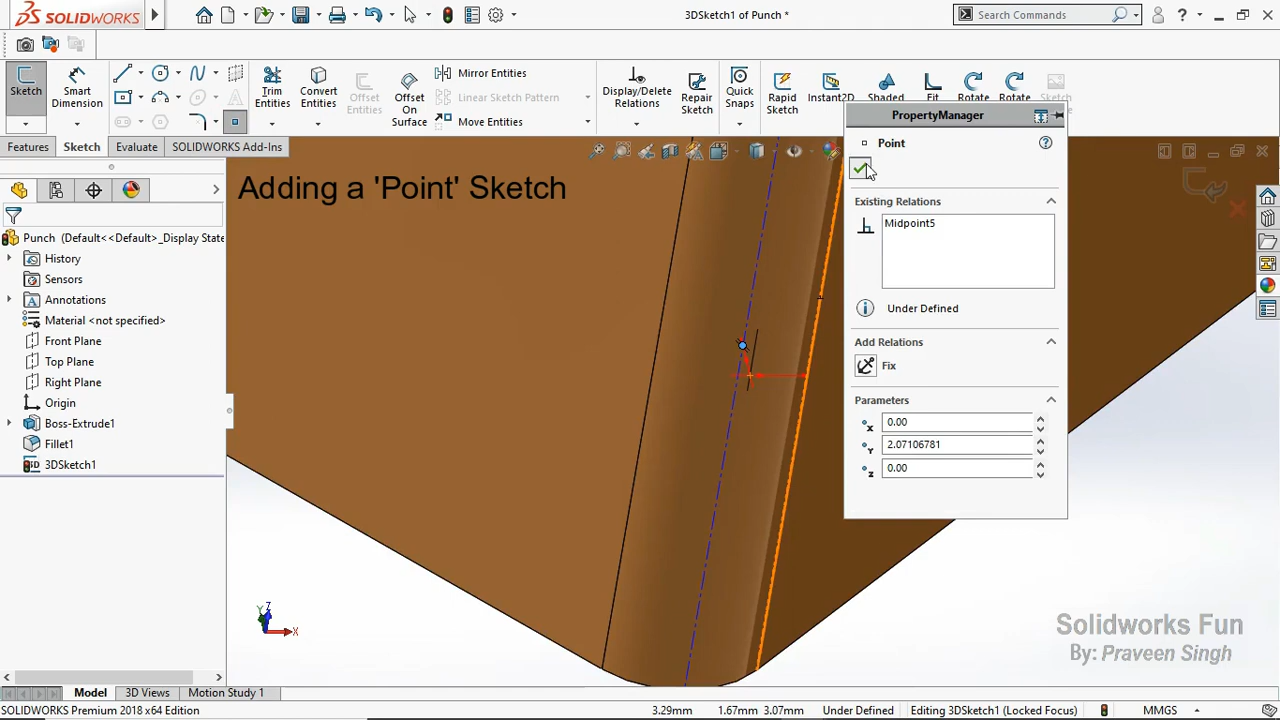 SOLIDWORKS
3DSketch1 of Punch *
Search Commands
Sketch
Smart
Dimension
Trim
Entities
Convert
Entities
Offset
Entities
Offset
On
Surface
Mirror Entities
Linear Sketch Pattern
Move Entities
Display/Delete
Relations
Repair
Sketch
Quick
Snaps
Rapid
Sketch
Instant2D
Shaded
Fit
Rotate
Rotate
Features
Sketch
Evaluate
SOLIDWORKS Add-Ins
Punch (Default<<Default>_Display State
History
Sensors
Annotations
Material <not specified>
Front Plane
Top Plane
Right Plane
Origin
Boss-Extrude1
Fillet1
3D 3DSketch1
Adding a 'Point' Sketch
PropertyManager
Point
Existing Relations
Midpoint5
Under Defined
Add Relations
Fix
Parameters
X 0.00
Y 2.07106781
Z 0.00
Y Z X
Solidworks Fun
By: Praveen Singh
Model
3D Views
Motion Study 1
SOLIDWORKS Premium 2018 x64 Edition
3.29mm
1.67mm
3.07mm
Under Defined
Editing 3DSketch1 (Locked Focus)
MMGS